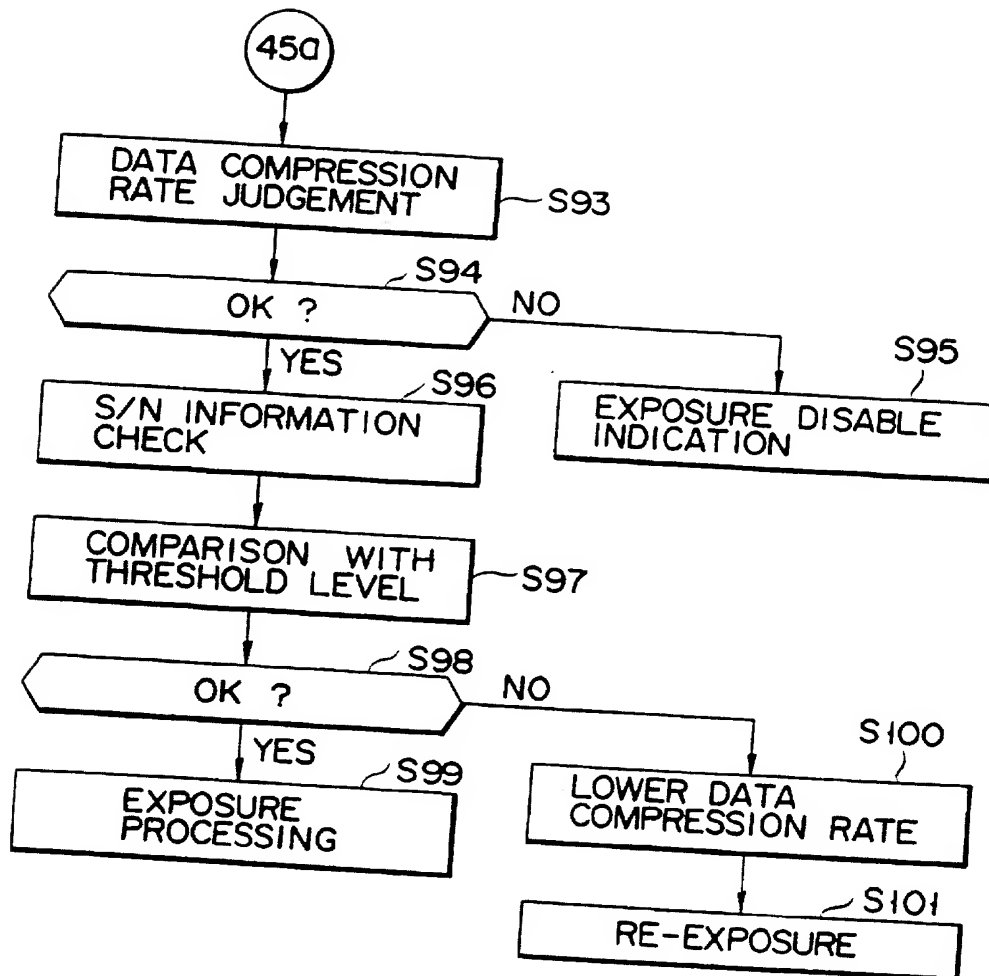 45a
DATA COMPRESSION
RATE JUDGEMENT
S93
S94
OK ?
NO
YES
S95
EXPOSURE DISABLE
INDICATION
S96
S/N INFORMATION
CHECK
COMPARISON WITH
THRESHOLD LEVEL
S97
S98
OK ?
NO
YES
S99
EXPOSURE
PROCESSING
S100
LOWER DATA
COMPRESSION RATE
S101
RE-EXPOSURE